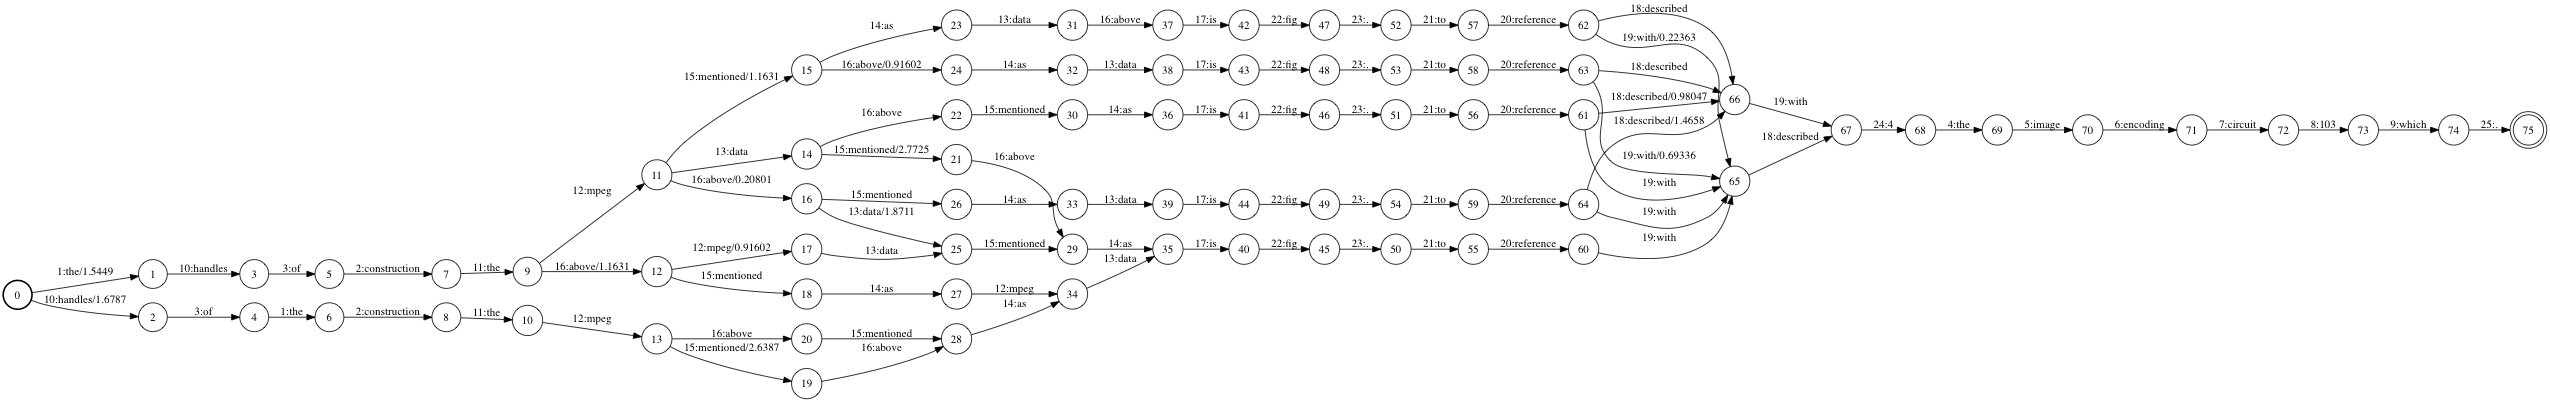 14:as
23
13:data
31
16:above
37
17:is
42
22:fig
47
23:.
52
21:to
57
20:reference
62
18:described
19:with/0.22363
15:mentioned/1.1631
15
16:above/0.91602
24
14:as
32
13:data
38
17:is
43
22:fig
48
23:.
53
21:to
58
20:reference
63
18:described
66
19:with
16:above
22
15:mentioned
30
14:as
36
17:is
41
22:fig
46
23:.
51
21:to
56
20:reference
61
18:described/0.98047
18:described/1.4658
67
24:4
68
4:the
69
5:image
70
6:encoding
71
7:circuit
72
8:103
73
9:which
74
25:.
75
18:described
11
13:data
14
15:mentioned/2.7725
21
16:above
19:with/0.69336
19:with
65
12:mpeg
16:above/0.20801
16
15:mentioned
26
14:as
33
13:data
39
17:is
44
22:fig
49
23:.
54
21:to
59
20:reference
64
19:with
13:data/1.8711
12:mpeg/0.91602
17
13:data
25
15:mentioned
29
14:as
35
17:is
40
22:fig
45
23:.
50
21:to
55
20:reference
60
19:with
0
1:the/1.5449
1
10:handles
3
3:of
5
2:construction
7
11:the
9
16:above/1.1631
12
15:mentioned
18
14:as
27
12:mpeg
34
13:data
10:handles/1.6787
2
3:of
4
1:the
6
2:construction
8
11:the
10
12:mpeg
13
16:above
20
15:mentioned
28
14:as
15:mentioned/2.6387
19
16:above